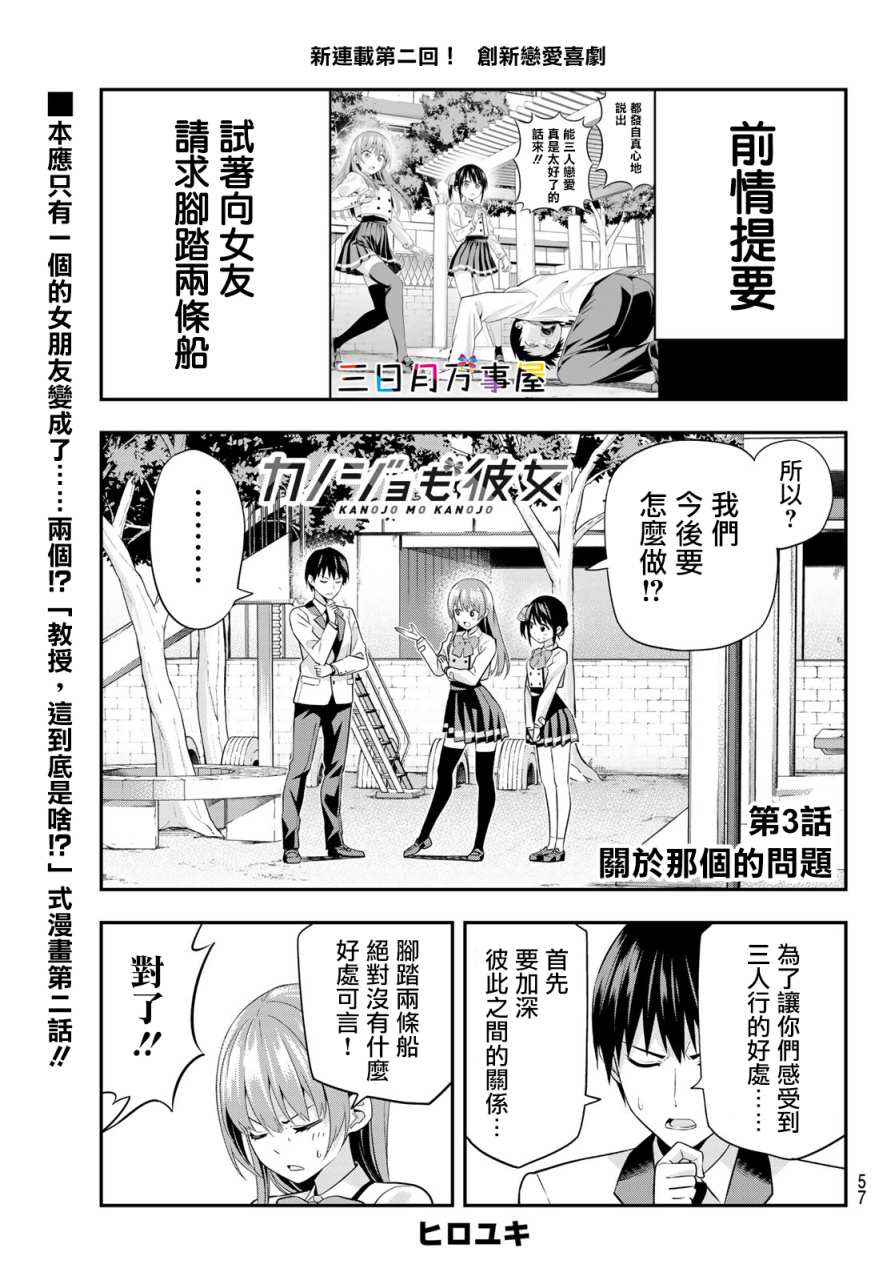 新連載第二回！　創新戀愛喜劇
■本應只有一個的女朋友變成了……兩個!?「教授，這到底是啥!?」式漫畫第二話!!
前情提要
都發自真心地
説出
能三人戀愛
真是太好了的
話來!!
試著向女友
請求腳踏兩條船
三日月万事屋
カノジョも彼女
KANOJO MO KANOJO
所以？
我們
今後要
怎麼做!?
………
第3話
關於那個的問題
為了讓你們感受到
三人行的好處……
首先
要加深
彼此之間的關係…
腳踏兩條船
絕對沒有什麼
好處可言！
對了!!
57
ヒロユキ